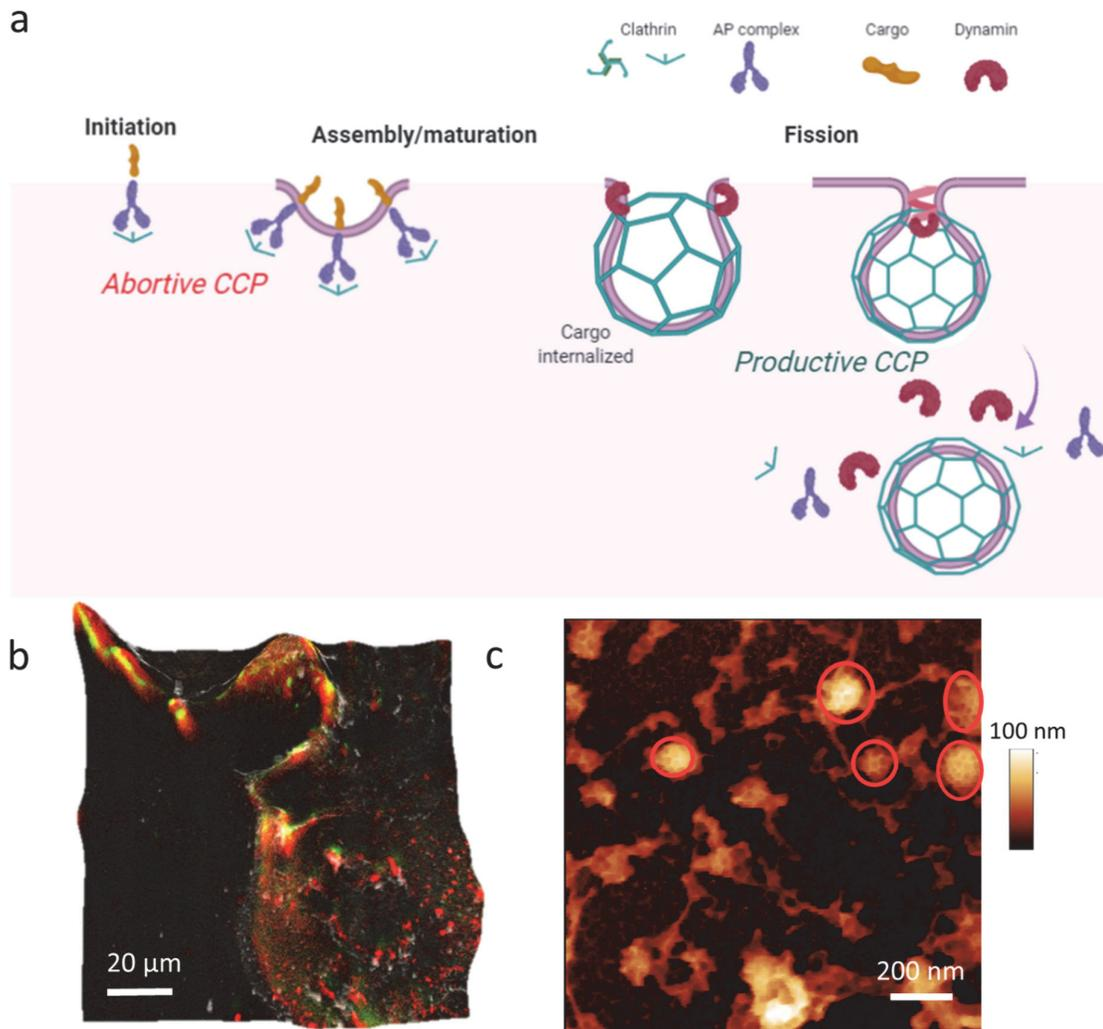 a
Clathrin AP complex Cargo Dynamin
Initiation Assembly/maturation Fission
Abortive CCP
Cargo
internalized
Productive CCP
b
c
100 nm
20 µm
200 nm